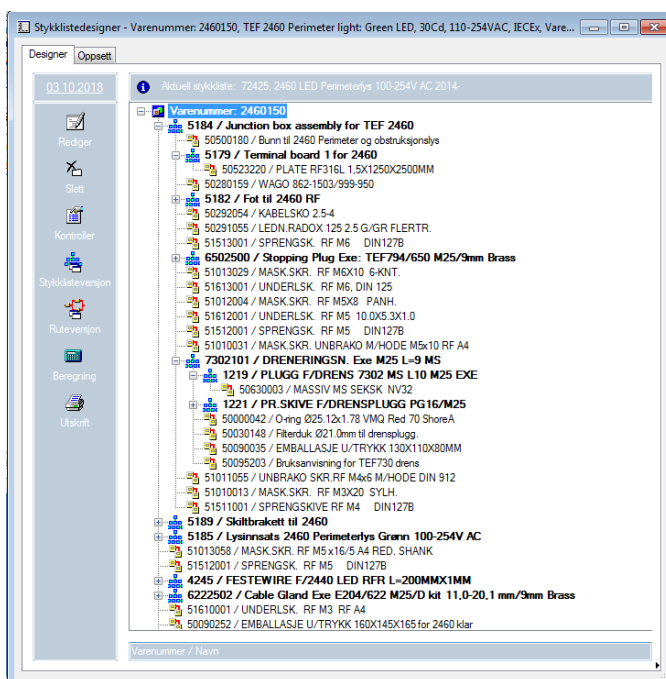 Stykklistedesigner - Varenummer: 2460150, TEF 2460 Perimeter light: Green LED, 30Cd, 110-254VAC, IECEx, Vare...
Designer
Oppsett
03.10.2018
Aktuell stykkliste: 72425, 2460 LED Perimeterlys 100-254V AC 2014-
Rediger
Slett
Kontroller
Stykklisteversjon
Ruteversjon
Beregning
Utskrift
Varenummer: 2460150
5184 / Junction box assembly for TEF 2460
50500180 / Bunn til 2460 Perimeter og obstruksjonslys
5179 / Terminal board 1 for 2460
50523220 / PLATE RF316L 1,5X1250X2500MM
50280159 / WAGO 862-1503/999-950
5182 / Fot til 2460 RF
50292054 / KABELSKO 2.5-4
50291055 / LEDN.RADOX 125 2.5 G/GR FLERTR.
51513001 / SPRENGSK. RF M6 DIN127B
6502500 / Stopping Plug Exe: TEF794/650 M25/9mm Brass
51013029 / MASK.SKR. RF M6X10 6-KNT.
51613001 / UNDERLSK. RF M6, DIN 125
51012004 / MASK.SKR. RF M5X8 PANH.
51612001 / UNDERLSK. RF M5 10.0X5.3X1.0
51512001 / SPRENGSK. RF M5 DIN127B
51010031 / MASK.SKR. UNBRAKO M/HODE M5x10 RF A4
7302101 / DRENERINGSN. Exe M25 L=9 MS
1219 / PLUGG F/DRENS 7302 MS L10 M25 EXE
50630003 / MASSIV MS SEKSK NV32
1221 / PR.SKIVE F/DRENSPLUGG PG16/M25
50000042 / O-ring Ø25.12x1.78 VMQ Red 70 ShoreA
50030148 / Filterduk Ø21.0mm til drensplugg.
50090035 / EMBALLASJE U/TRYKK 130X110X80MM
50095203 / Bruksanvisning for TEF730 drens
51011055 / UNBRAKO SKR.RF M4x6 M/HODE DIN 912
51010013 / MASK.SKR. RF M3X20 SYLH.
51511001 / SPRENGSKIVE RF M4 DIN127B
5189 / Skiltbrakett til 2460
5185 / Lysinnsats 2460 Perimeterlys Grønn 100-254V AC
51013058 / MASK.SKR. RF M5x16/5 A4 RED. SHANK
51512001 / SPRENGSK. RF M5 DIN127B
4245 / FESTEWIRE F/2440 LED RFR L=200MMX1MM
6222502 / Cable Gland Exe E204/622 M25/D kit 11,0-20,1 mm/9mm Brass
51610001 / UNDERLSK. RF M3 RF A4
50090252 / EMBALLASJE U/TRYKK 160X145X165 for 2460 klar
Varenummer / Navn